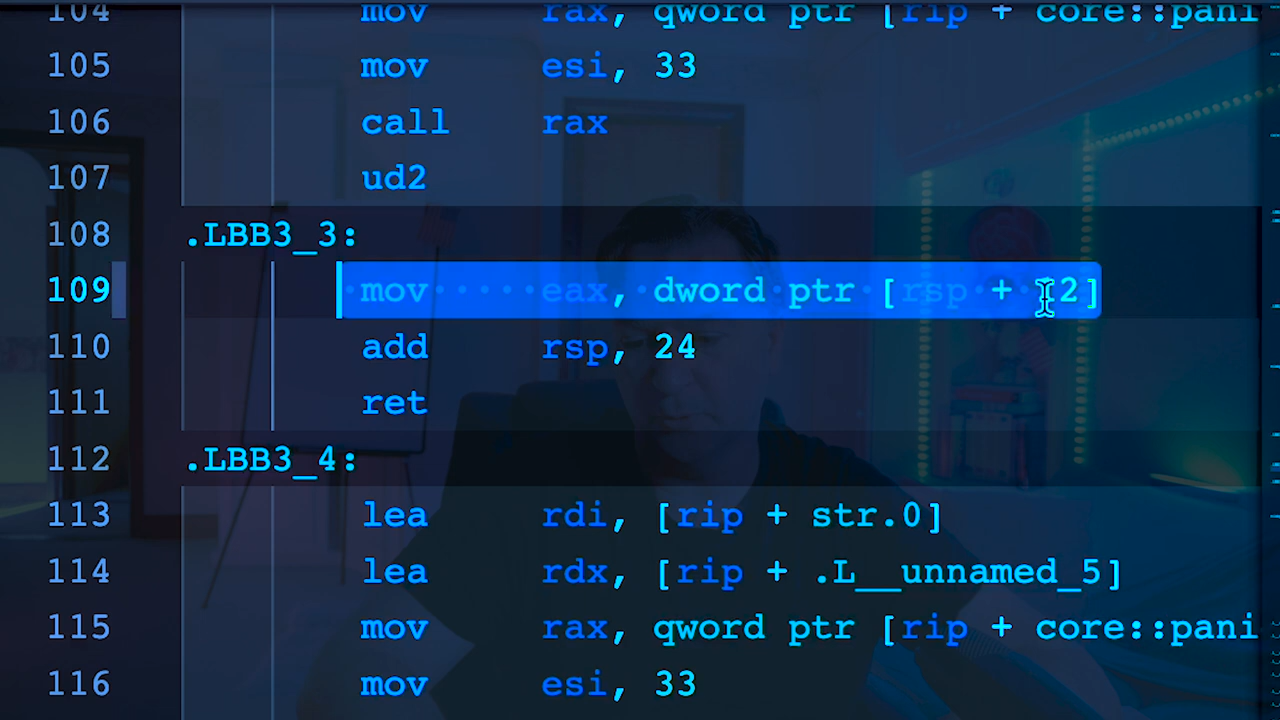 104 mov rax, qword ptr [rip + core::pani
105 mov esi, 33
106 call rax
107 ud2
108 .LBB3_3:
109 mov eax, dword ptr [rsp +
110 add rsp, 24
111 ret
112 .LBB3_4:
113 lea rdi, [rip + str.0]
114 lea rdx, [rip + .L__unnamed_5]
115 mov rax, qword ptr [rip + core::pani
116 mov esi, 33